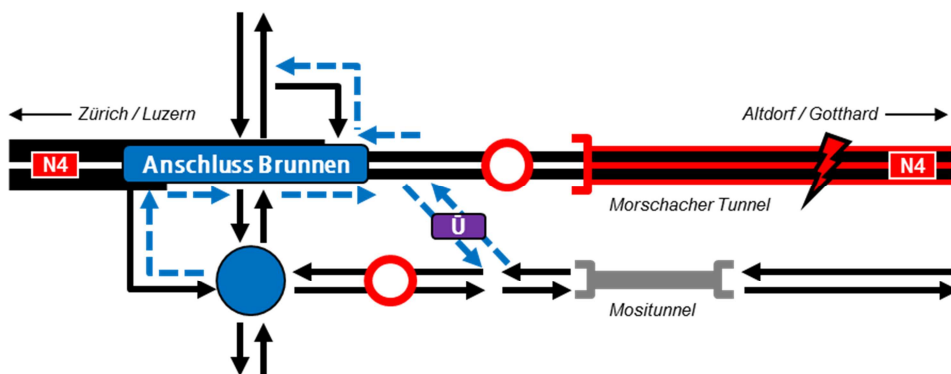 Zürich / Luzern
Altdorf / Gotthard
N4
Anschluss Brunnen
N4
Morschacher Tunnel
Ü
Mositunnel